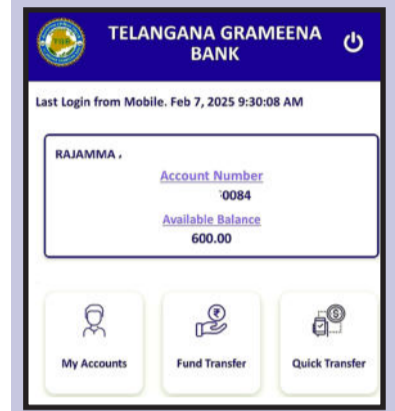 TELANGANA GRAMEENA
BANK
Last Login from Mobile. Feb 7, 2025 9:30:08 AM
RAJAMMA .
Account Number
0084
Available Balance
600.00
My Accounts
Fund Transfer
Quick Transfer